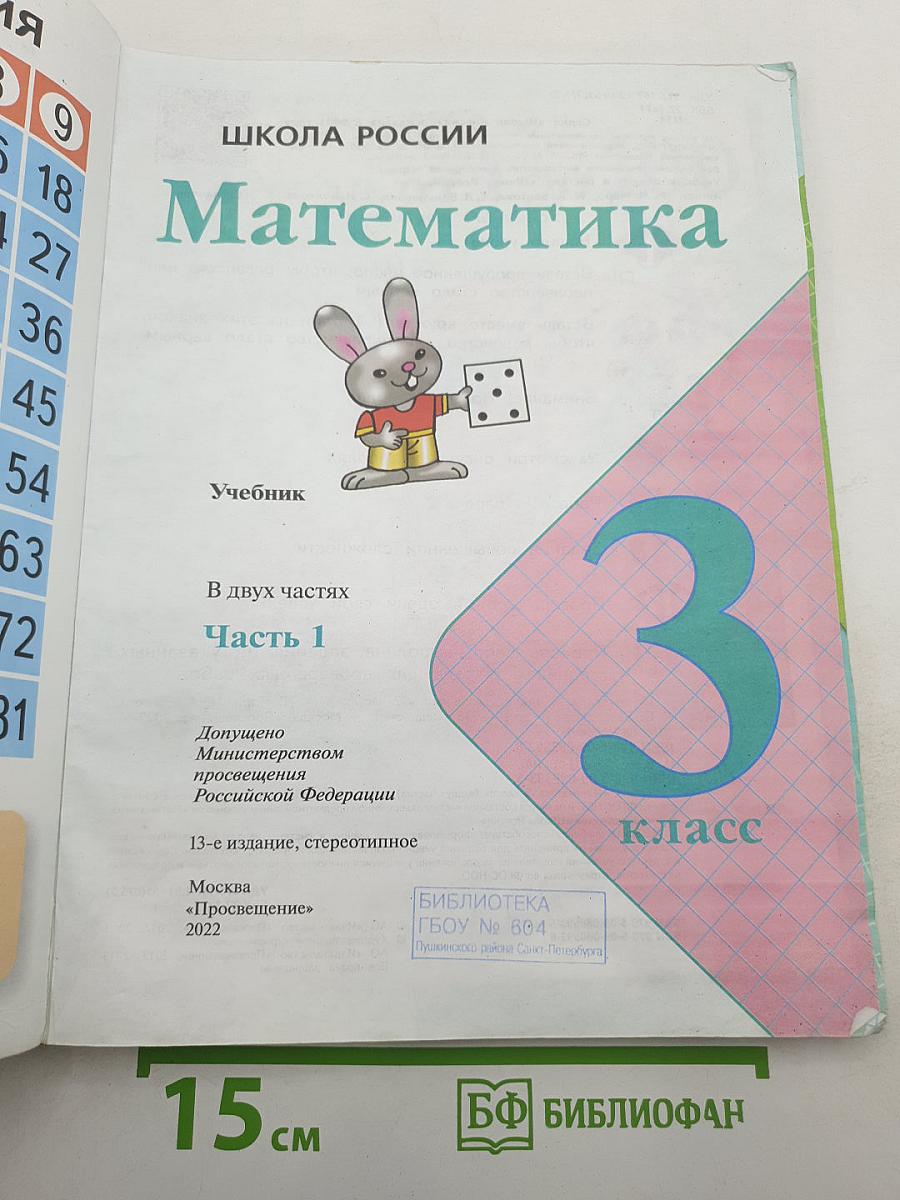 ИЯ
9
18
27
36
45
54
63
72
81
ШКОЛА РОССИИ
Математика
Учебник
В двух частях
Часть 1
3
класс
Допущено
Министерством
просвещения
Российской Федерации
13-е издание, стереотипное
Москва
«Просвещение»
2022
БИБЛИОТЕКА
ГБОУ № 604
Пушкинского района Санкт-Петербурга
15 см
БФ БИБЛИОФАН